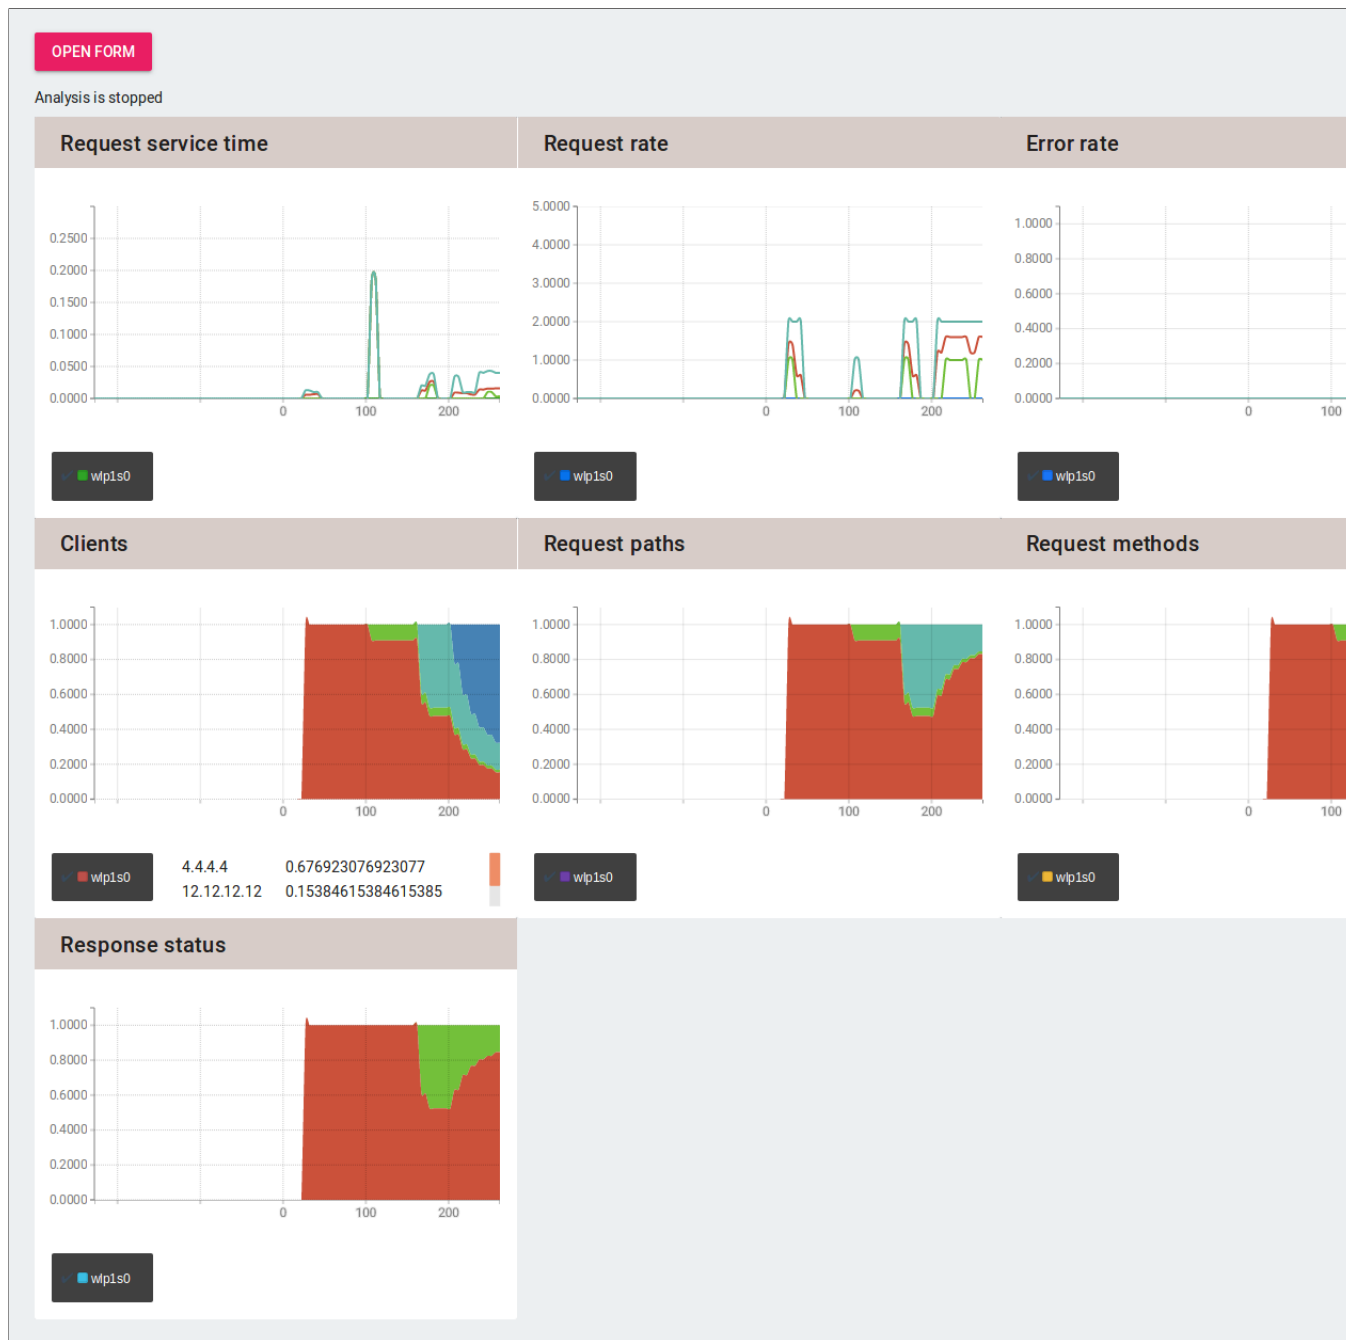 OPEN FORM
Analysis is stopped
Request service time
Request rate
Error rate
0.2500
0.2000
0.1500
0.1000
0.0500
0.0000
0 100 200
5.0000
4.0000
3.0000
2.0000
1.0000
0.0000
0 100 200
1.0000
0.8000
0.6000
0.4000
0.2000
0.0000
0 100
wlp1s0
wlp1s0
wlp1s0
Clients
Request paths
Request methods
1.0000
0.8000
0.6000
0.4000
0.2000
0.0000
0 100 200
1.0000
0.8000
0.6000
0.4000
0.2000
0.0000
0 100 200
1.0000
0.8000
0.6000
0.4000
0.2000
0.0000
0 100
wlp1s0
4.4.4.4 0.676923076923077
12.12.12.12 0.15384615384615385
wlp1s0
wlp1s0
Response status
1.0000
0.8000
0.6000
0.4000
0.2000
0.0000
0 100 200
wlp1s0